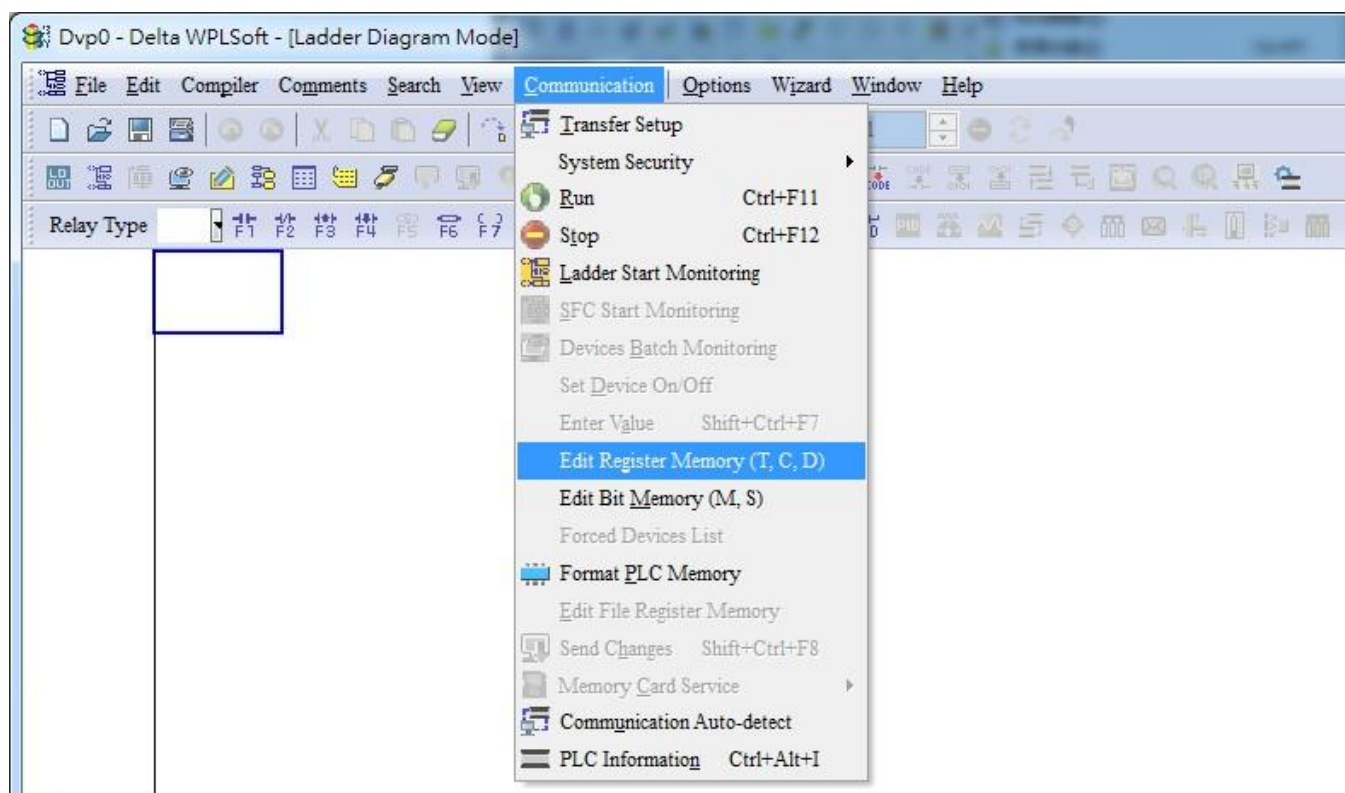 Dvp0 - Delta WPLSoft - [Ladder Diagram Mode]
File Edit Compiler Comments Search View Communication Options Wizard Window Help
Transfer Setup
System Security
Run Ctrl+F11
Relay Type F1 F2 F3 F4 F5 F6 F7
Stop Ctrl+F12
Ladder Start Monitoring
SFC Start Monitoring
Devices Batch Monitoring
Set Device On/Off
Enter Value Shift+Ctrl+F7
Edit Register Memory (T, C, D)
Edit Bit Memory (M, S)
Forced Devices List
Format PLC Memory
Edit File Register Memory
Send Changes Shift+Ctrl+F8
Memory Card Service
Communication Auto-detect
PLC Information Ctrl+Alt+I